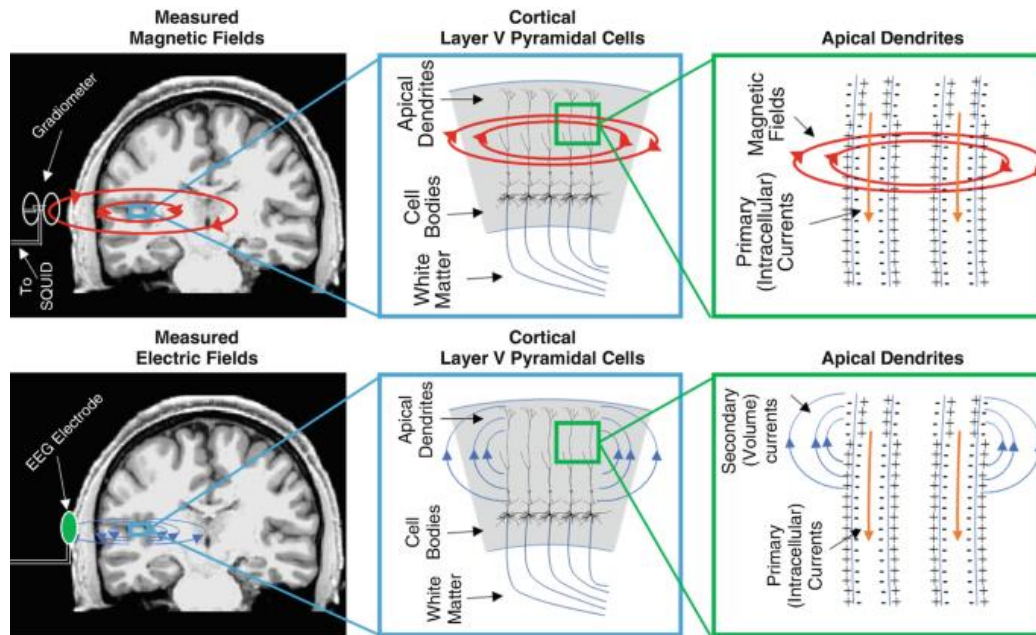 Measured
Magnetic Fields
Gradiometer
To
SQUID
Cortical
Layer V Pyramidal Cells
Apical
Dendrites
Cell
Bodies
White
Matter
Apical Dendrites
Magnetic
Fields
Primary
(Intracellular)
Currents
Measured
Electric Fields
EEG Electrode
Cortical
Layer V Pyramidal Cells
Apical
Dendrites
Cell
Bodies
White
Matter
Apical Dendrites
Secondary
(Volume)
currents
Primary
(Intracellular)
Currents